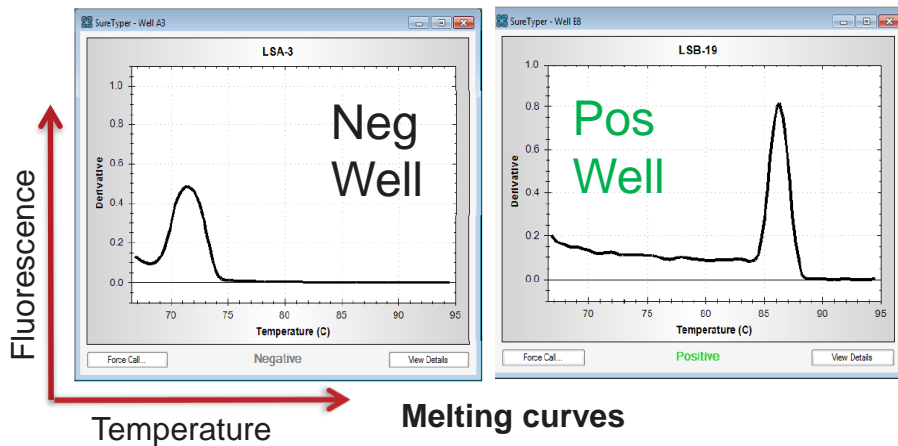 SureTyper - Well A3
LSA-3
Neg
Well
1.0
0.8
0.6
0.4
0.2
0.0
Derivative
70
75
80
85
90
95
Temperature (C)
Force Call...
Negative
View Details
SureTyper - Well E8
LSB-19
Pos
Well
1.0
0.8
0.6
0.4
0.2
0.0
Derivative
70
75
80
85
90
95
Temperature (C)
Force Call...
Positive
View Details
Fluorescence
Temperature
Melting curves